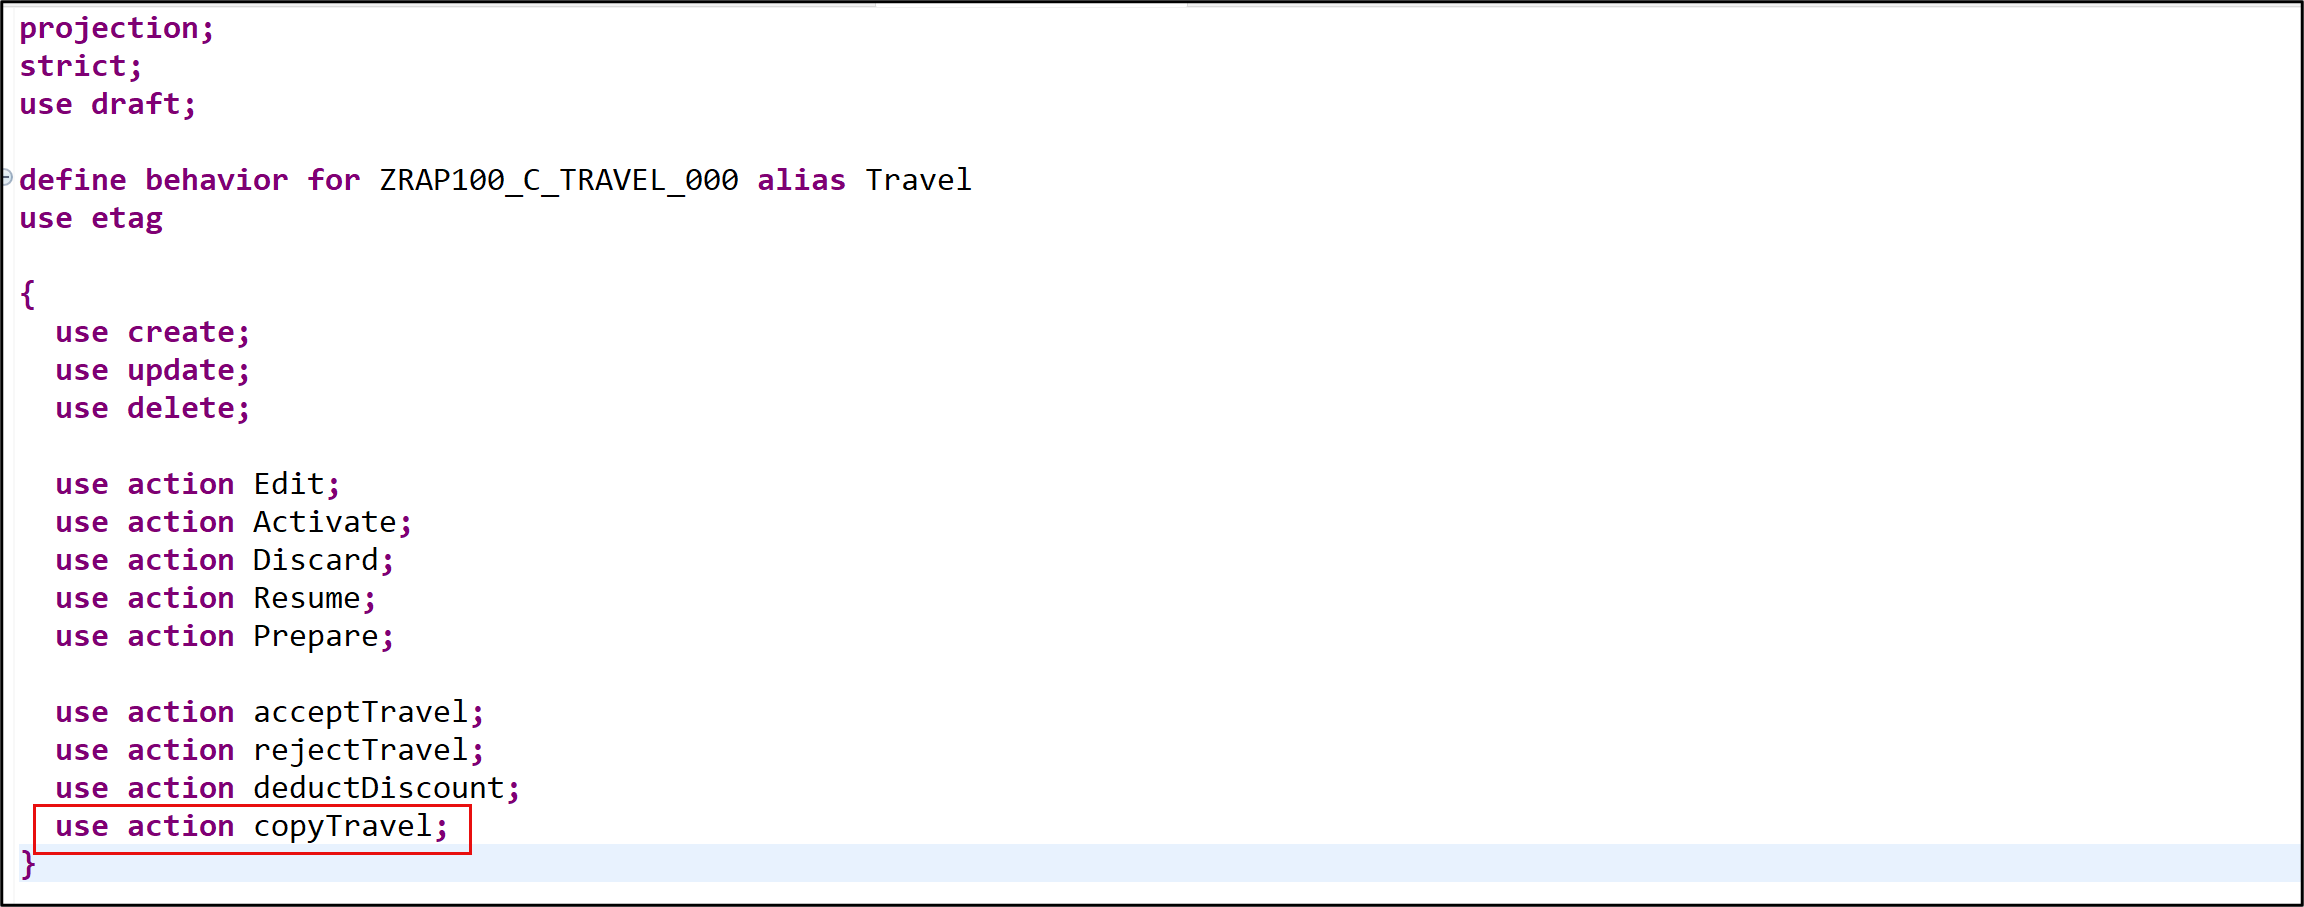 projection;
strict;
use draft;
define behavior for ZRAP100_C_TRAVEL_000 alias Travel
use etag
{
  use create;
  use update;
  use delete;
  use action Edit;
  use action Activate;
  use action Discard;
  use action Resume;
  use action Prepare;
  use action acceptTravel;
  use action rejectTravel;
  use action deductDiscount;
  use action copyTravel;
}